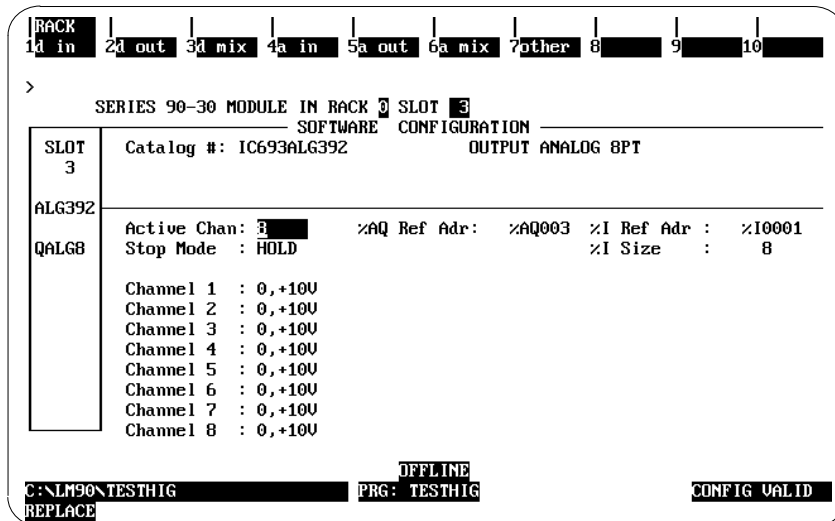 RACK
1d in 2d out 3d mix 4a in 5a out 6a mix 7other 8 9 10
>
SERIES 90-30 MODULE IN RACK 0 SLOT 3
SOFTWARE CONFIGURATION
SLOT Catalog #: IC693ALG392 OUTPUT ANALOG 8PT
3
ALG392
Active Chan: 8 %AQ Ref Adr: %AQ003 %I Ref Adr : %I0001
QALG8 Stop Mode : HOLD %I Size : 8
Channel 1 : 0,+10V
Channel 2 : 0,+10V
Channel 3 : 0,+10V
Channel 4 : 0,+10V
Channel 5 : 0,+10V
Channel 6 : 0,+10V
Channel 7 : 0,+10V
Channel 8 : 0,+10V
OFFLINE
C:\LM90\TESTHIG PRG: TESTHIG CONFIG VALID
REPLACE